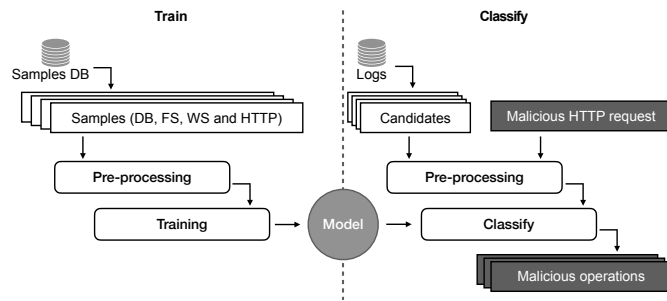 Train
Classify
Samples DB
Logs
Samples (DB, FS, WS and HTTP)
Candidates
Malicious HTTP request
Pre-processing
Pre-processing
Training
Model
Classify
Malicious operations